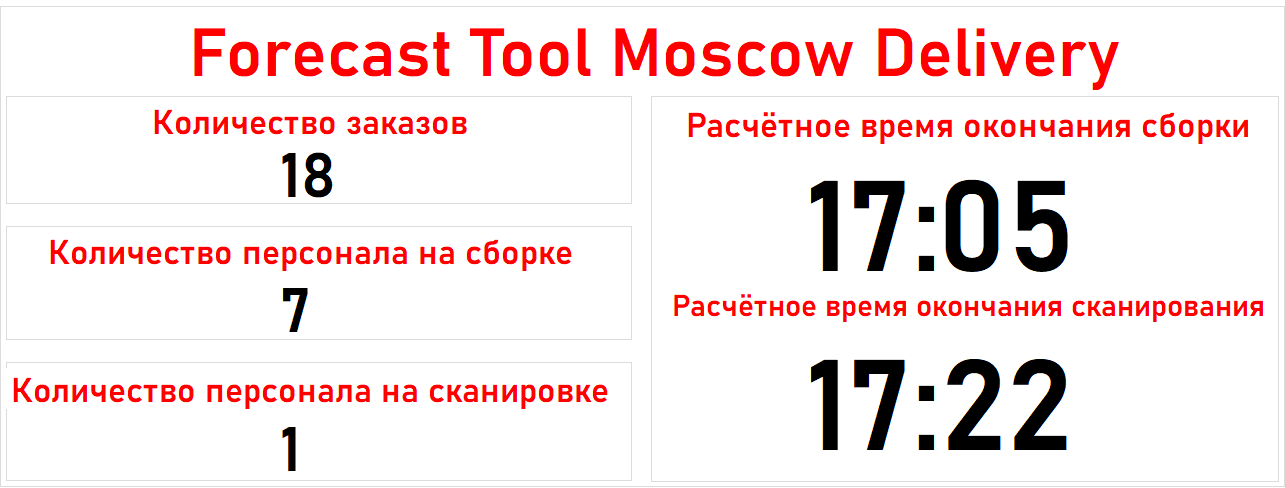 Forecast Tool Moscow Delivery
Количество заказов
18
Количество персонала на сборке
7
Количество персонала на сканировке
1
Расчётное время окончания сборки
17:05
Расчётное время окончания сканирования
17:22